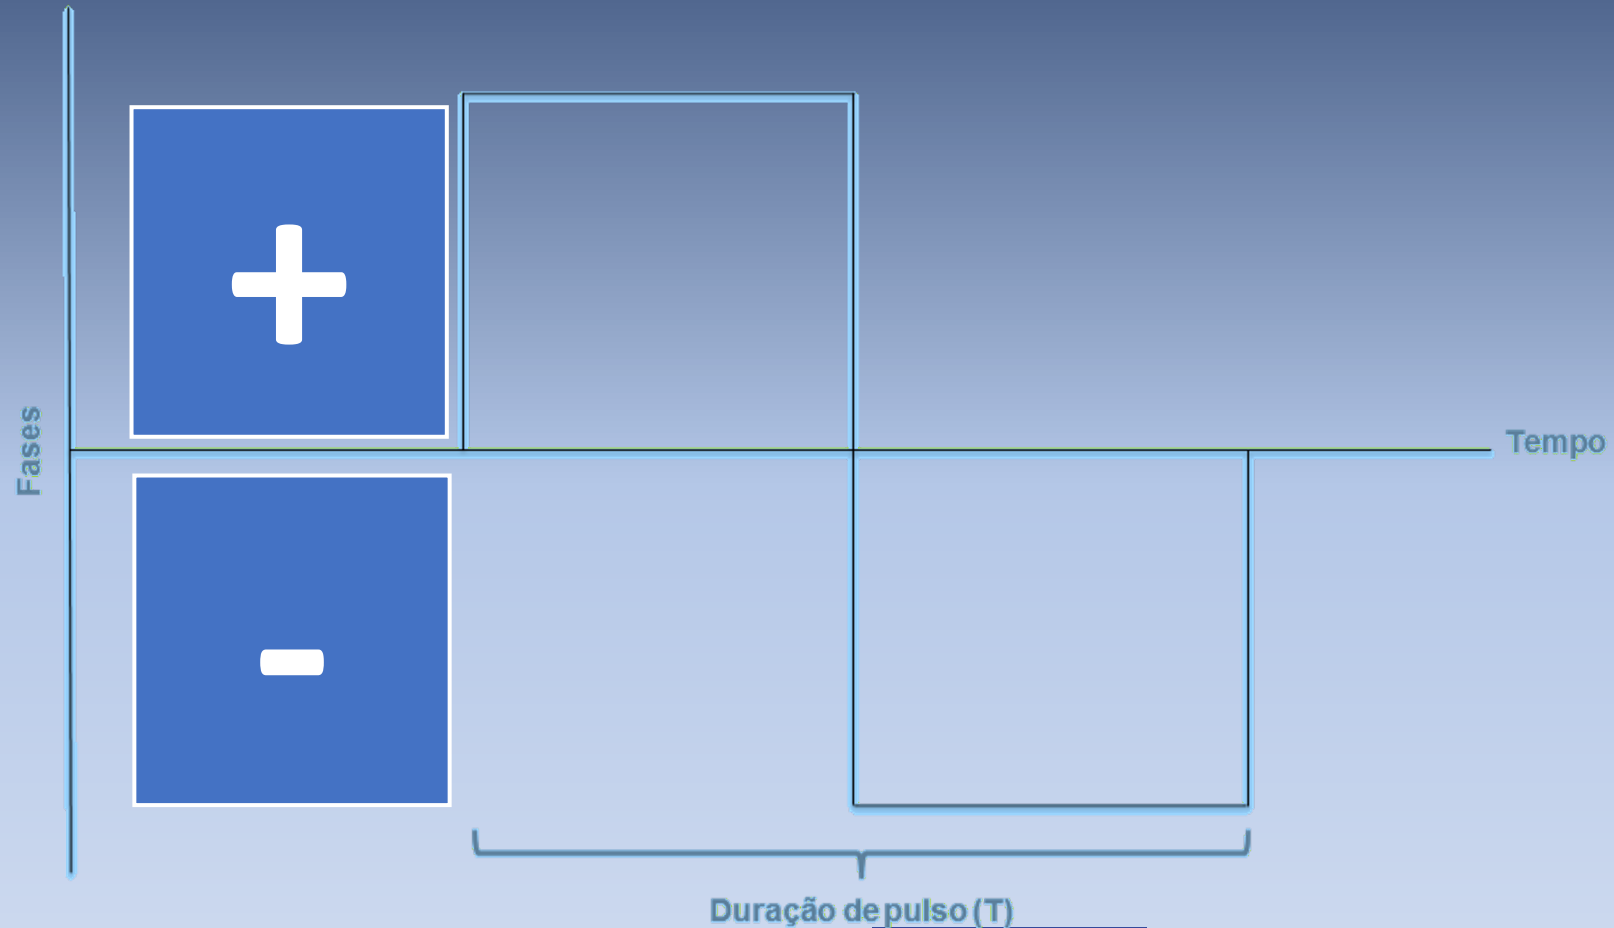 +
Fases
Tempo
-
Duração de pulso (T)